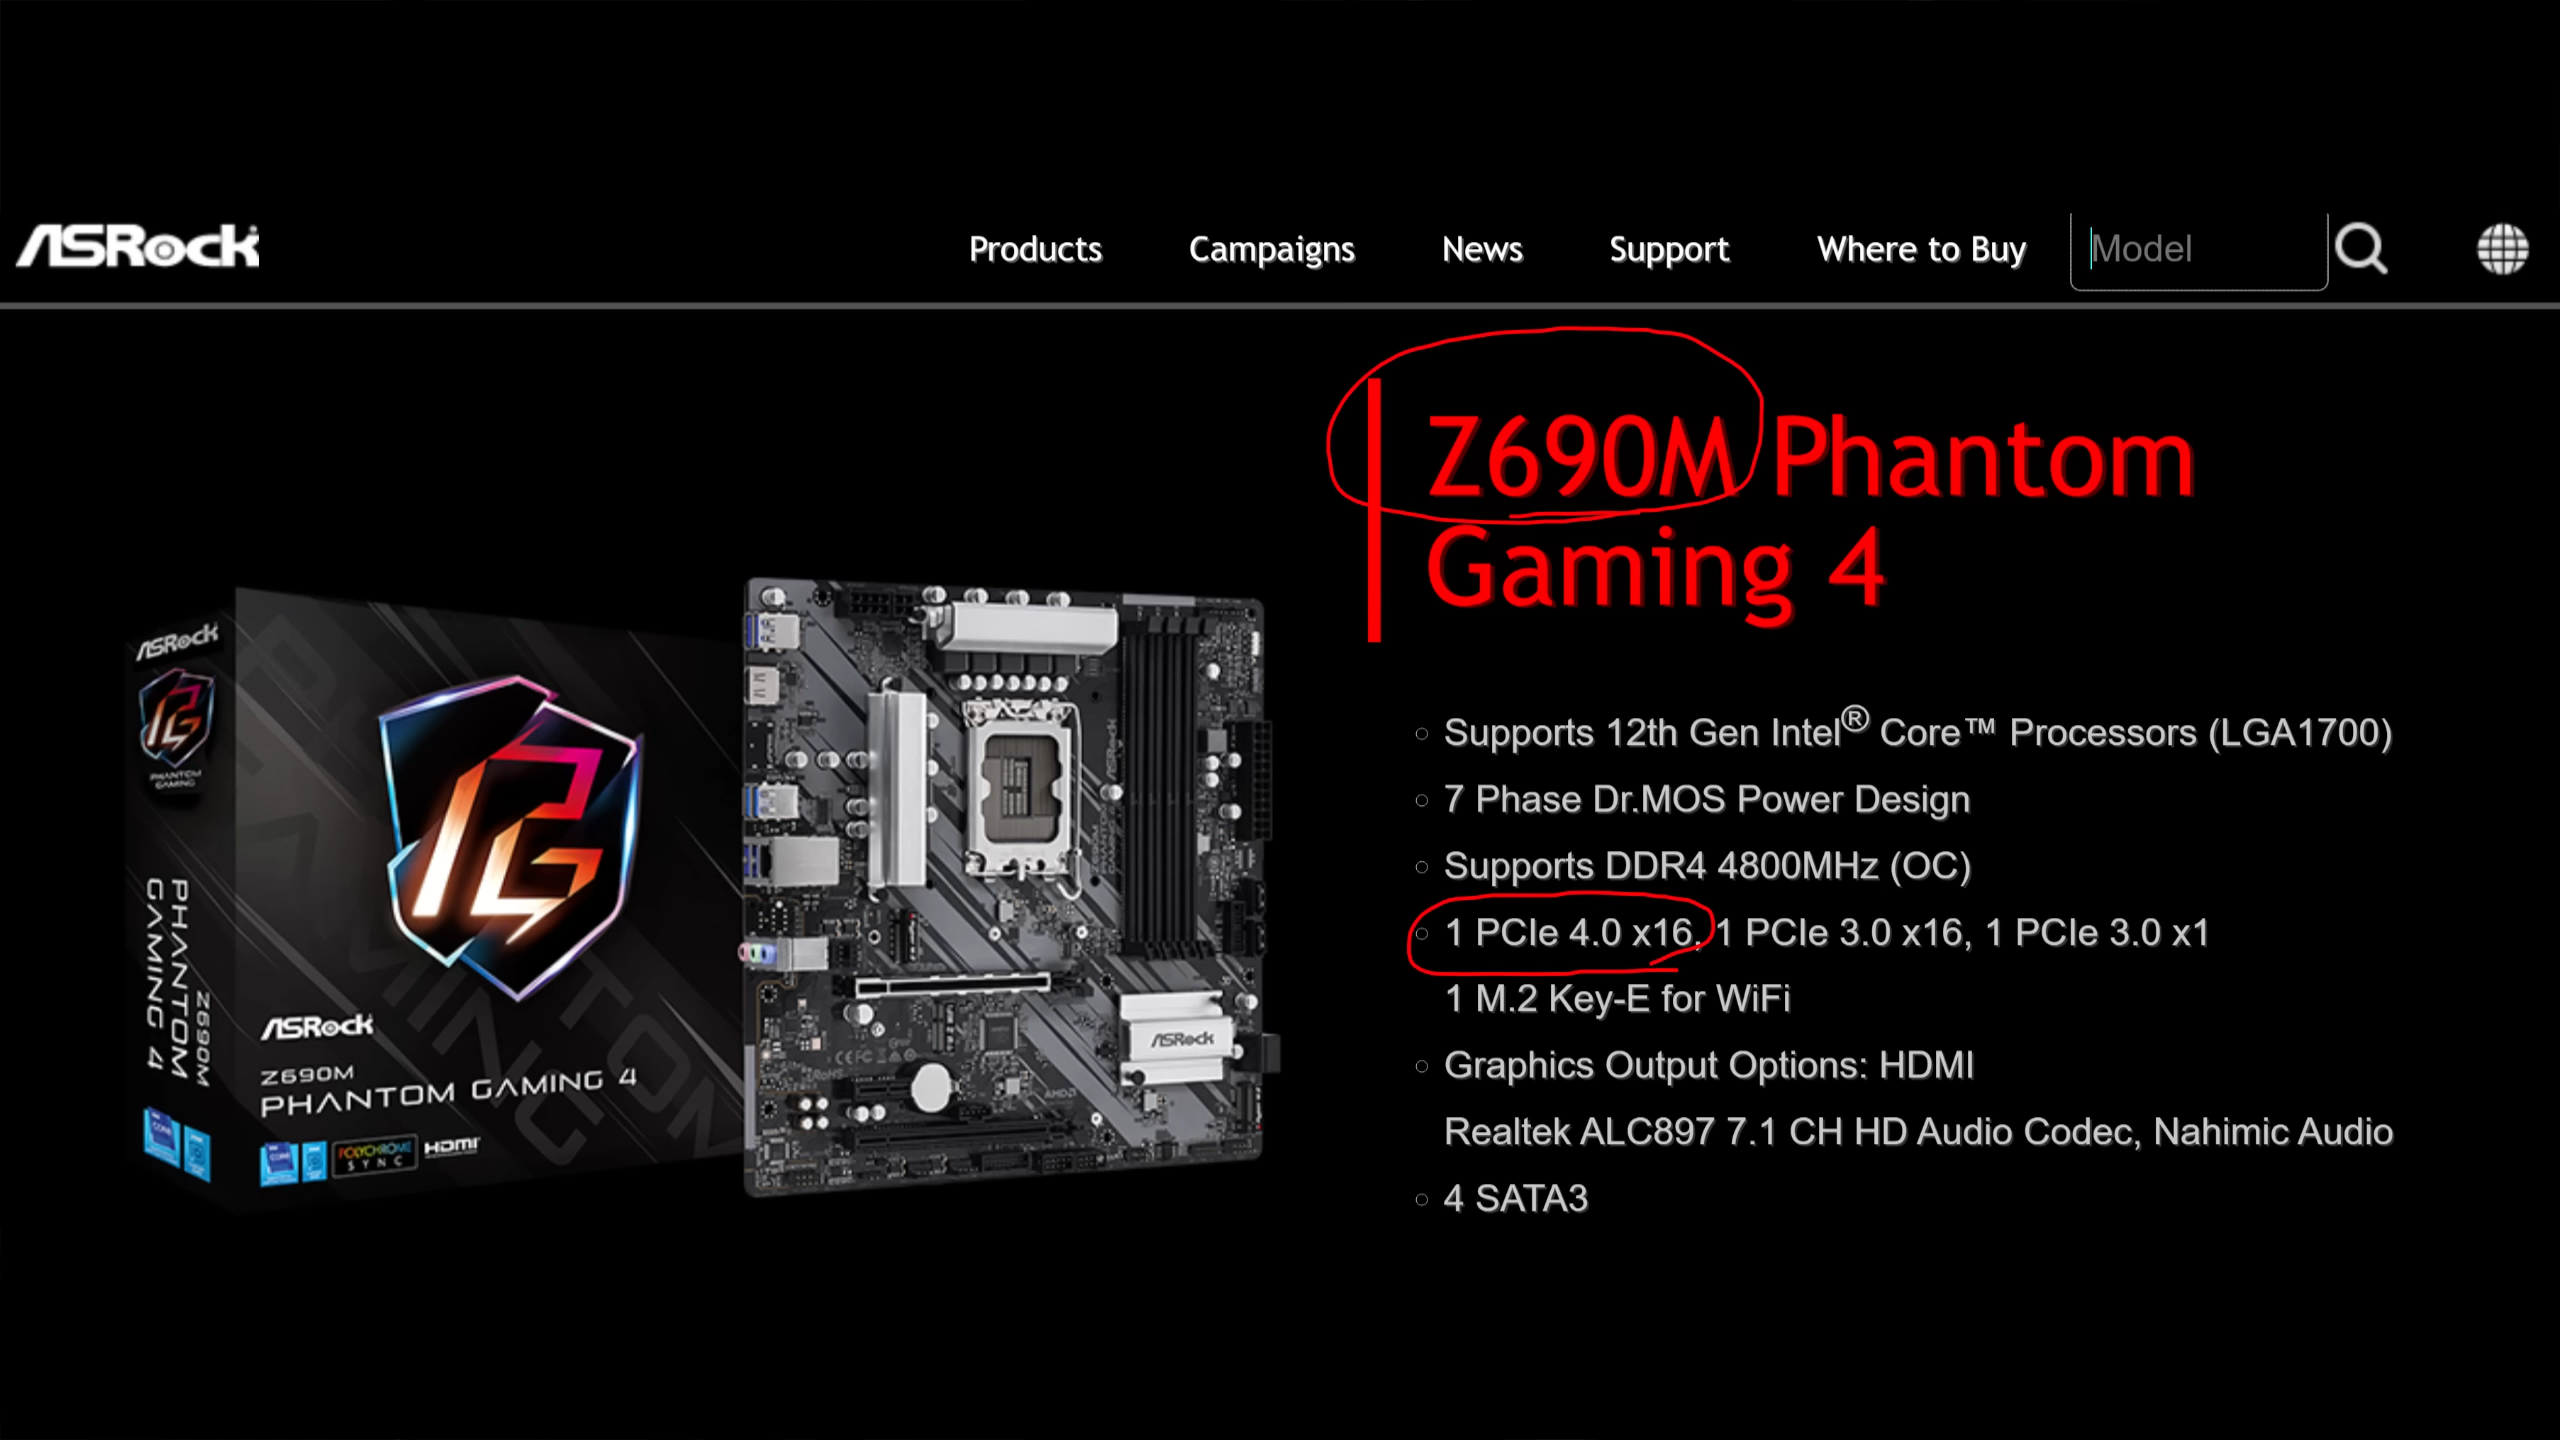 ASRock
Products Campaigns News Support Where to Buy Model
Z690M Phantom
Gaming 4
Supports 12th Gen Intel® Core™ Processors (LGA1700)
7 Phase Dr.MOS Power Design
Supports DDR4 4800MHz (OC)
1 PCIe 4.0 x16, 1 PCIe 3.0 x16, 1 PCIe 3.0 x1
1 M.2 Key-E for WiFi
Graphics Output Options: HDMI
Realtek ALC897 7.1 CH HD Audio Codec, Nahimic Audio
4 SATA3
ASRock
PHANTOM
GAMING
Z690M
PHANTOM
GAMING 4
ASRock
Z690M
PHANTOM GAMING 4
POLYCHROME
SYNC
HDMI
ASRock